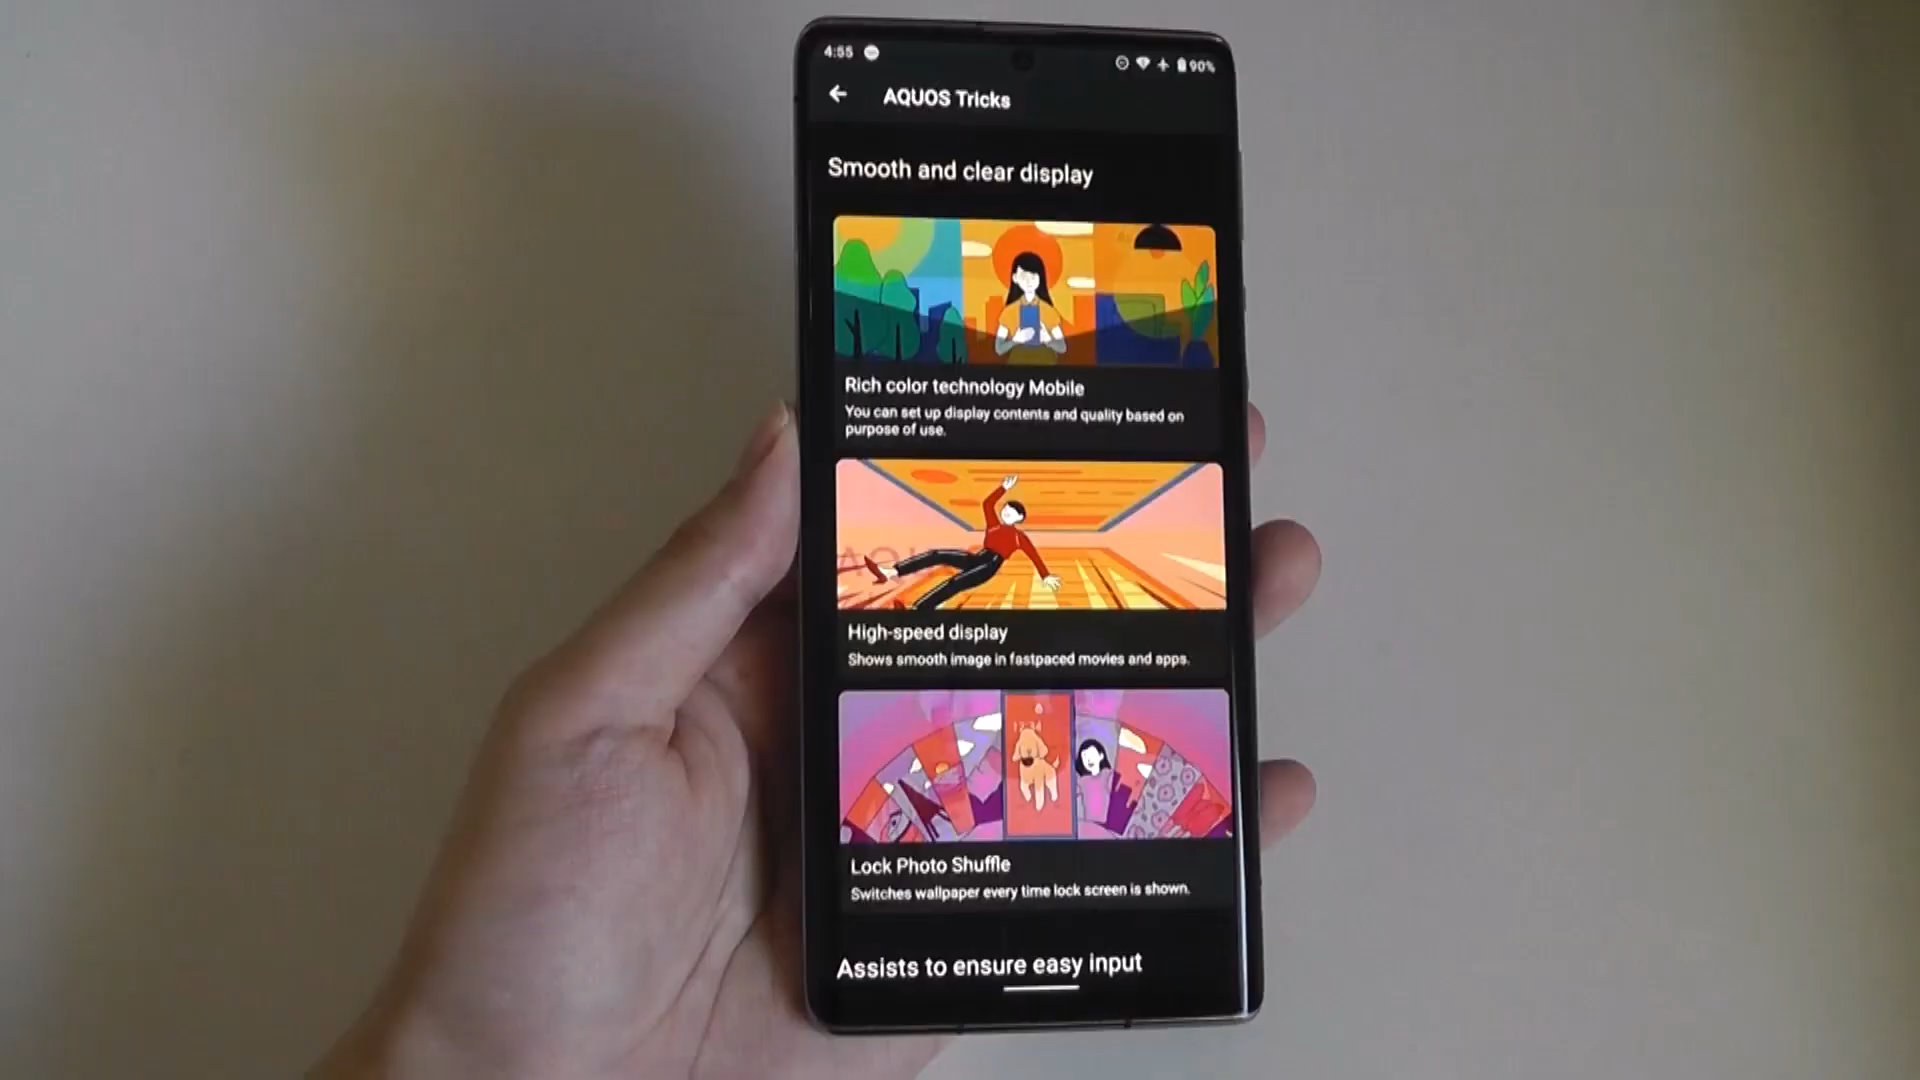 4:55
90%
AQUOS Tricks
Smooth and clear display
Rich color technology Mobile
You can set up display contents and quality based on
purpose of use.
High-speed display
Shows smooth image in fastpaced movies and apps.
12:34
Lock Photo Shuffle
Switches wallpaper every time lock screen is shown.
Assists to ensure easy input